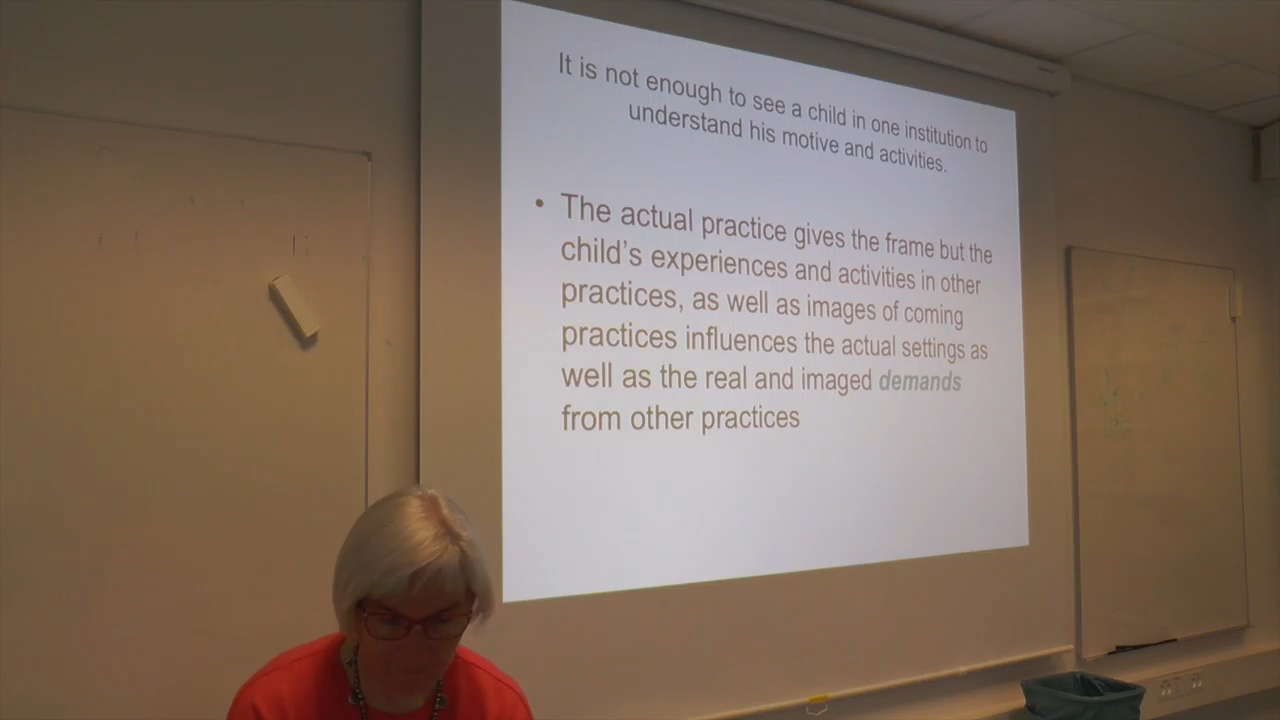 It is not enough to see a child in one institution to
understand his motive and activities.
• The actual practice gives the frame but the
child's experiences and activities in other
practices, as well as images of coming
practices influences the actual settings as
well as the real and imaged demands
from other practices